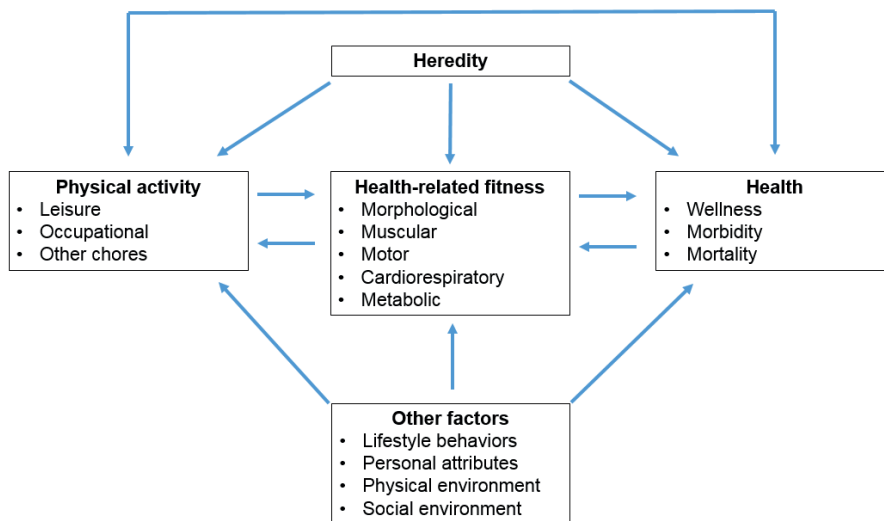 Heredity
Physical activity
• Leisure
• Occupational
• Other chores
Health-related fitness
• Morphological
• Muscular
• Motor
• Cardiorespiratory
• Metabolic
Health
• Wellness
• Morbidity
• Mortality
Other factors
• Lifestyle behaviors
• Personal attributes
• Physical environment
• Social environment